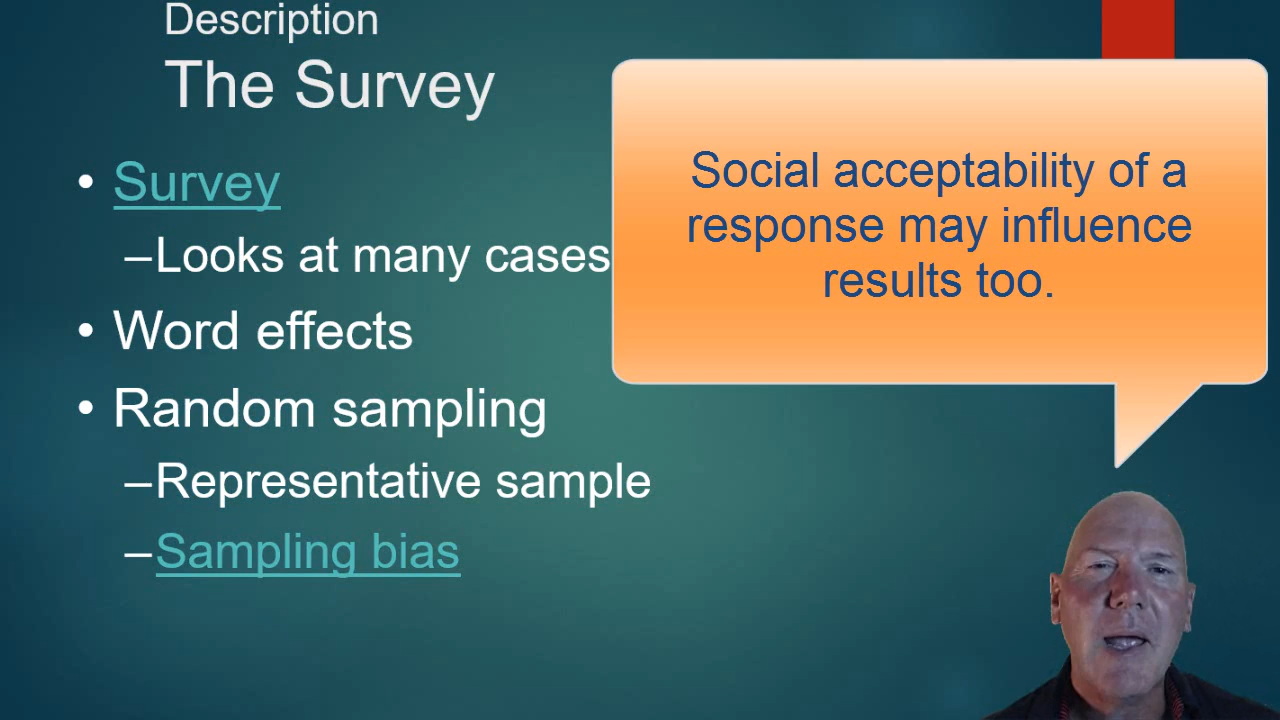 Description
The Survey
• Survey
–Looks at many cases
• Word effects
• Random sampling
–Representative sample
–Sampling bias
Social acceptability of a
response may influence
results too.